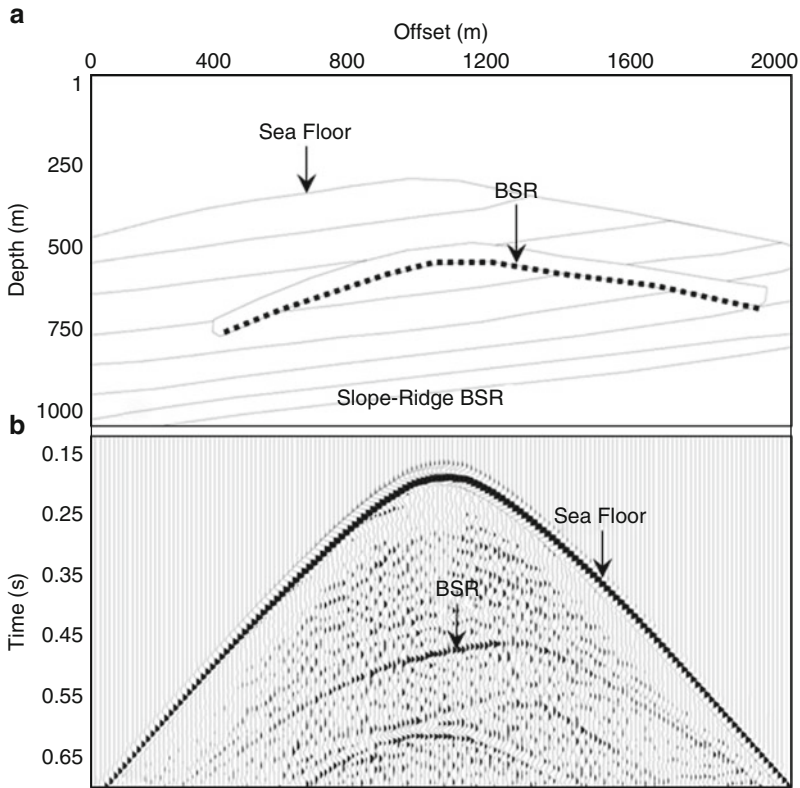 a
Offset (m)
0 400 800 1200 1600 2000
1
Sea Floor
250
BSR
500
Depth (m)
750
Slope-Ridge BSR
1000
b
0.15
0.25
Sea Floor
0.35
BSR
Time (s)
0.45
0.55
0.65